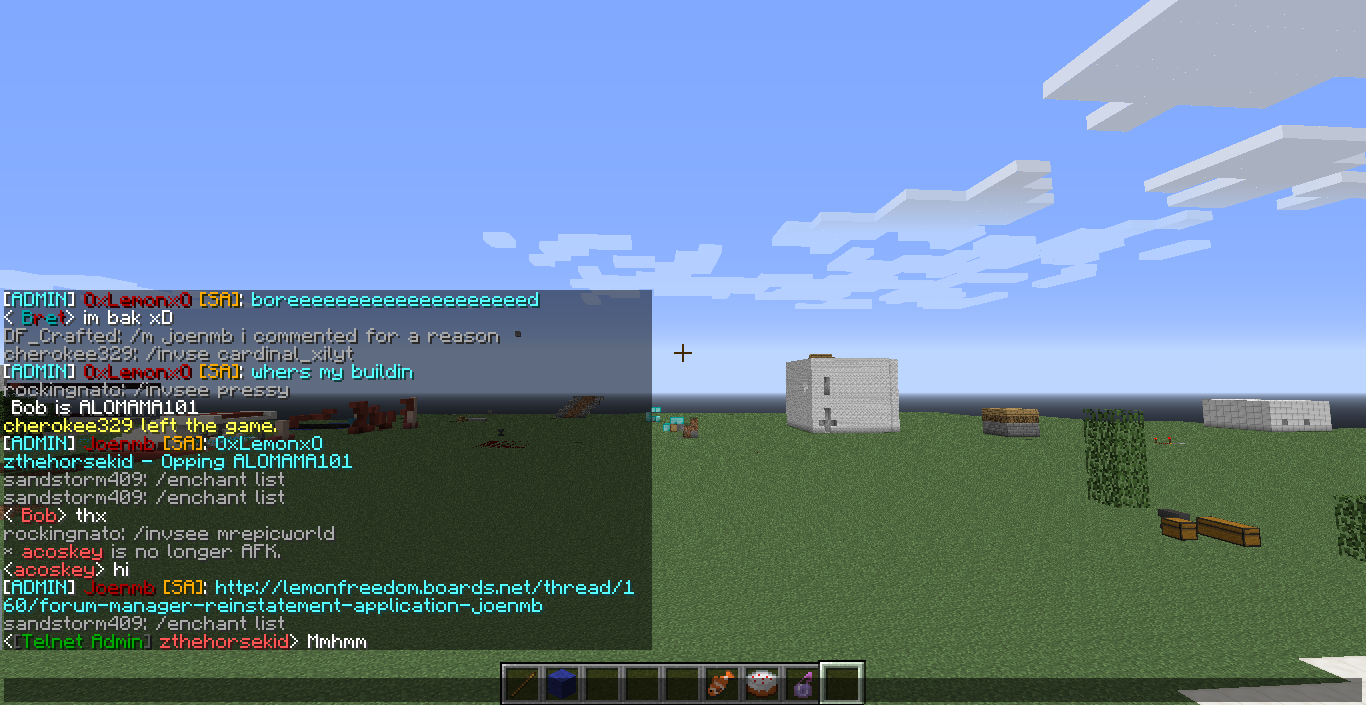 [ADMIN] 0xLemonx0 [SA]: boreeeeeeeeeeeeeeeeeeeeed
< Bret> im bak xD
DF_Crafted: /m joenmb i commented for a reason
cherokee329: /invse cardinal_xilyt
[ADMIN] 0xLemonx0 [SA]: whers my buildin
rockingnato: /invsee pressy
Bob is ALOMAMA101
cherokee329 left the game.
[ADMIN] Joenmb [SA]: 0xLemonx0
zthehorsekid - Opping ALOMAMA101
sandstorm409: /enchant list
sandstorm409: /enchant list
< Bob> thx
rockingnato: /invsee mrepicworld
* acoskey is no longer AFK.
<acoskey> hi
[ADMIN] Joenmb [SA]: http://lemonfreedom.boards.net/thread/1
60/forum-manager-reinstatement-application-joenmb
sandstorm409: /enchant list
<[Telnet Admin] zthehorsekid> Mmhmm